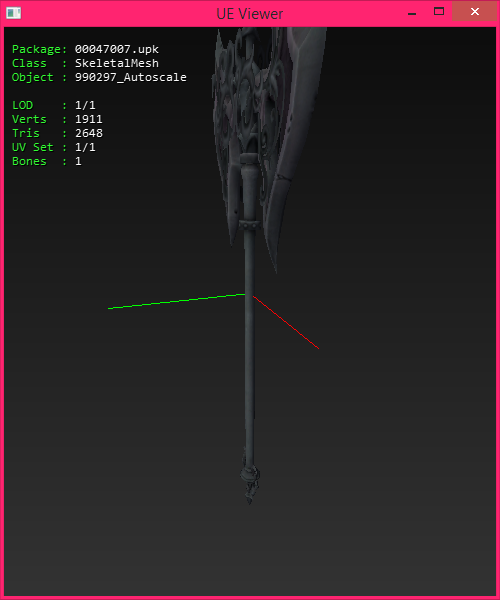 UE Viewer
Package: 00047007.upk
Class  : SkeletalMesh
Object : 990297_Autoscale
LOD    : 1/1
Verts  : 1911
Tris   : 2648
UV Set : 1/1
Bones  : 1